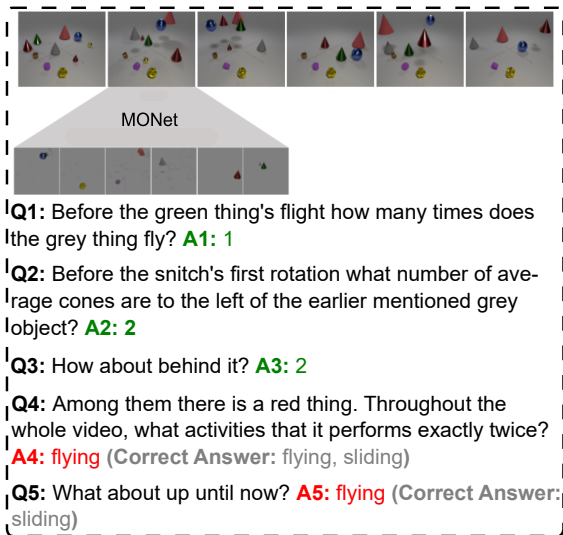 MONet
Q1: Before the green thing's flight how many times does
the grey thing fly? A1: 1
Q2: Before the snitch's first rotation what number of ave-
rage cones are to the left of the earlier mentioned grey
object? A2: 2
Q3: How about behind it? A3: 2
Q4: Among them there is a red thing. Throughout the
whole video, what activities that it performs exactly twice?
A4: flying (Correct Answer: flying, sliding)
Q5: What about up until now? A5: flying (Correct Answer:
sliding)